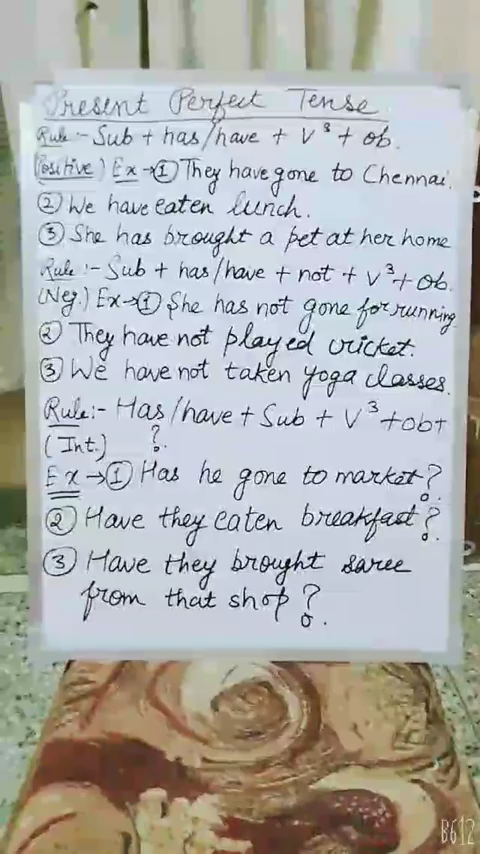 Present Perfect Tense
Rule:- Sub + has/have + V³ + ob.
(Positive) Ex→① They have gone to Chennai.
② We have eaten lunch.
③ She has brought a pet at her home
Rule:- Sub + has/have + not + V³ + ob.
(Neg.) Ex→① She has not gone for running
② They have not played cricket.
③ We have not taken yoga classes.
Rule:- Has/have + Sub + V³ + ob+
(Int.) ?
Ex→① Has he gone to market?
② Have they eaten breakfast?
③ Have they brought saree
from that shop?
B612